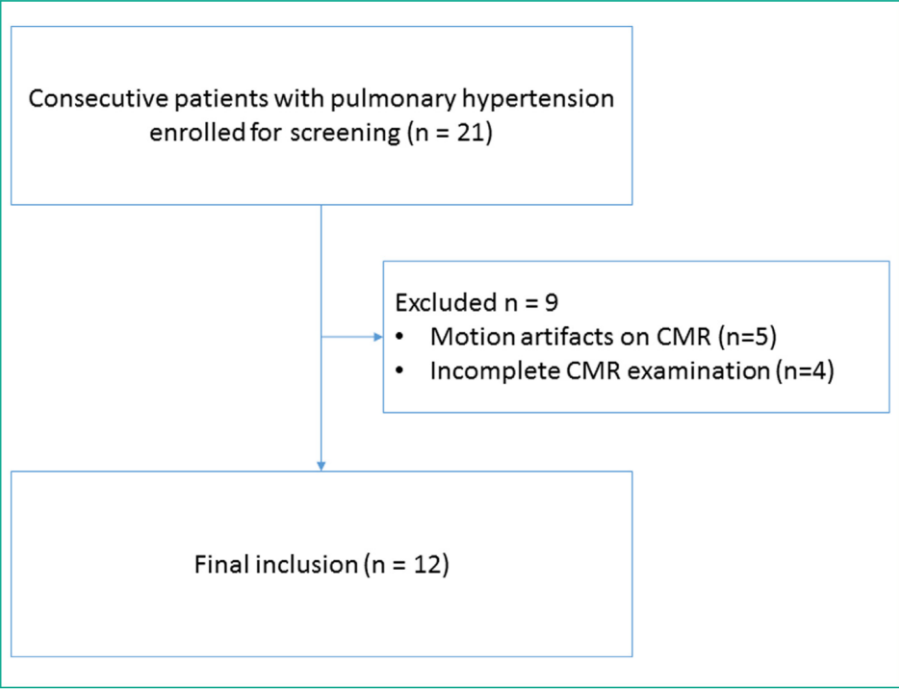 Consecutive patients with pulmonary hypertension
enrolled for screening (n = 21)
Excluded n = 9
• Motion artifacts on CMR (n=5)
• Incomplete CMR examination (n=4)
Final inclusion (n = 12)